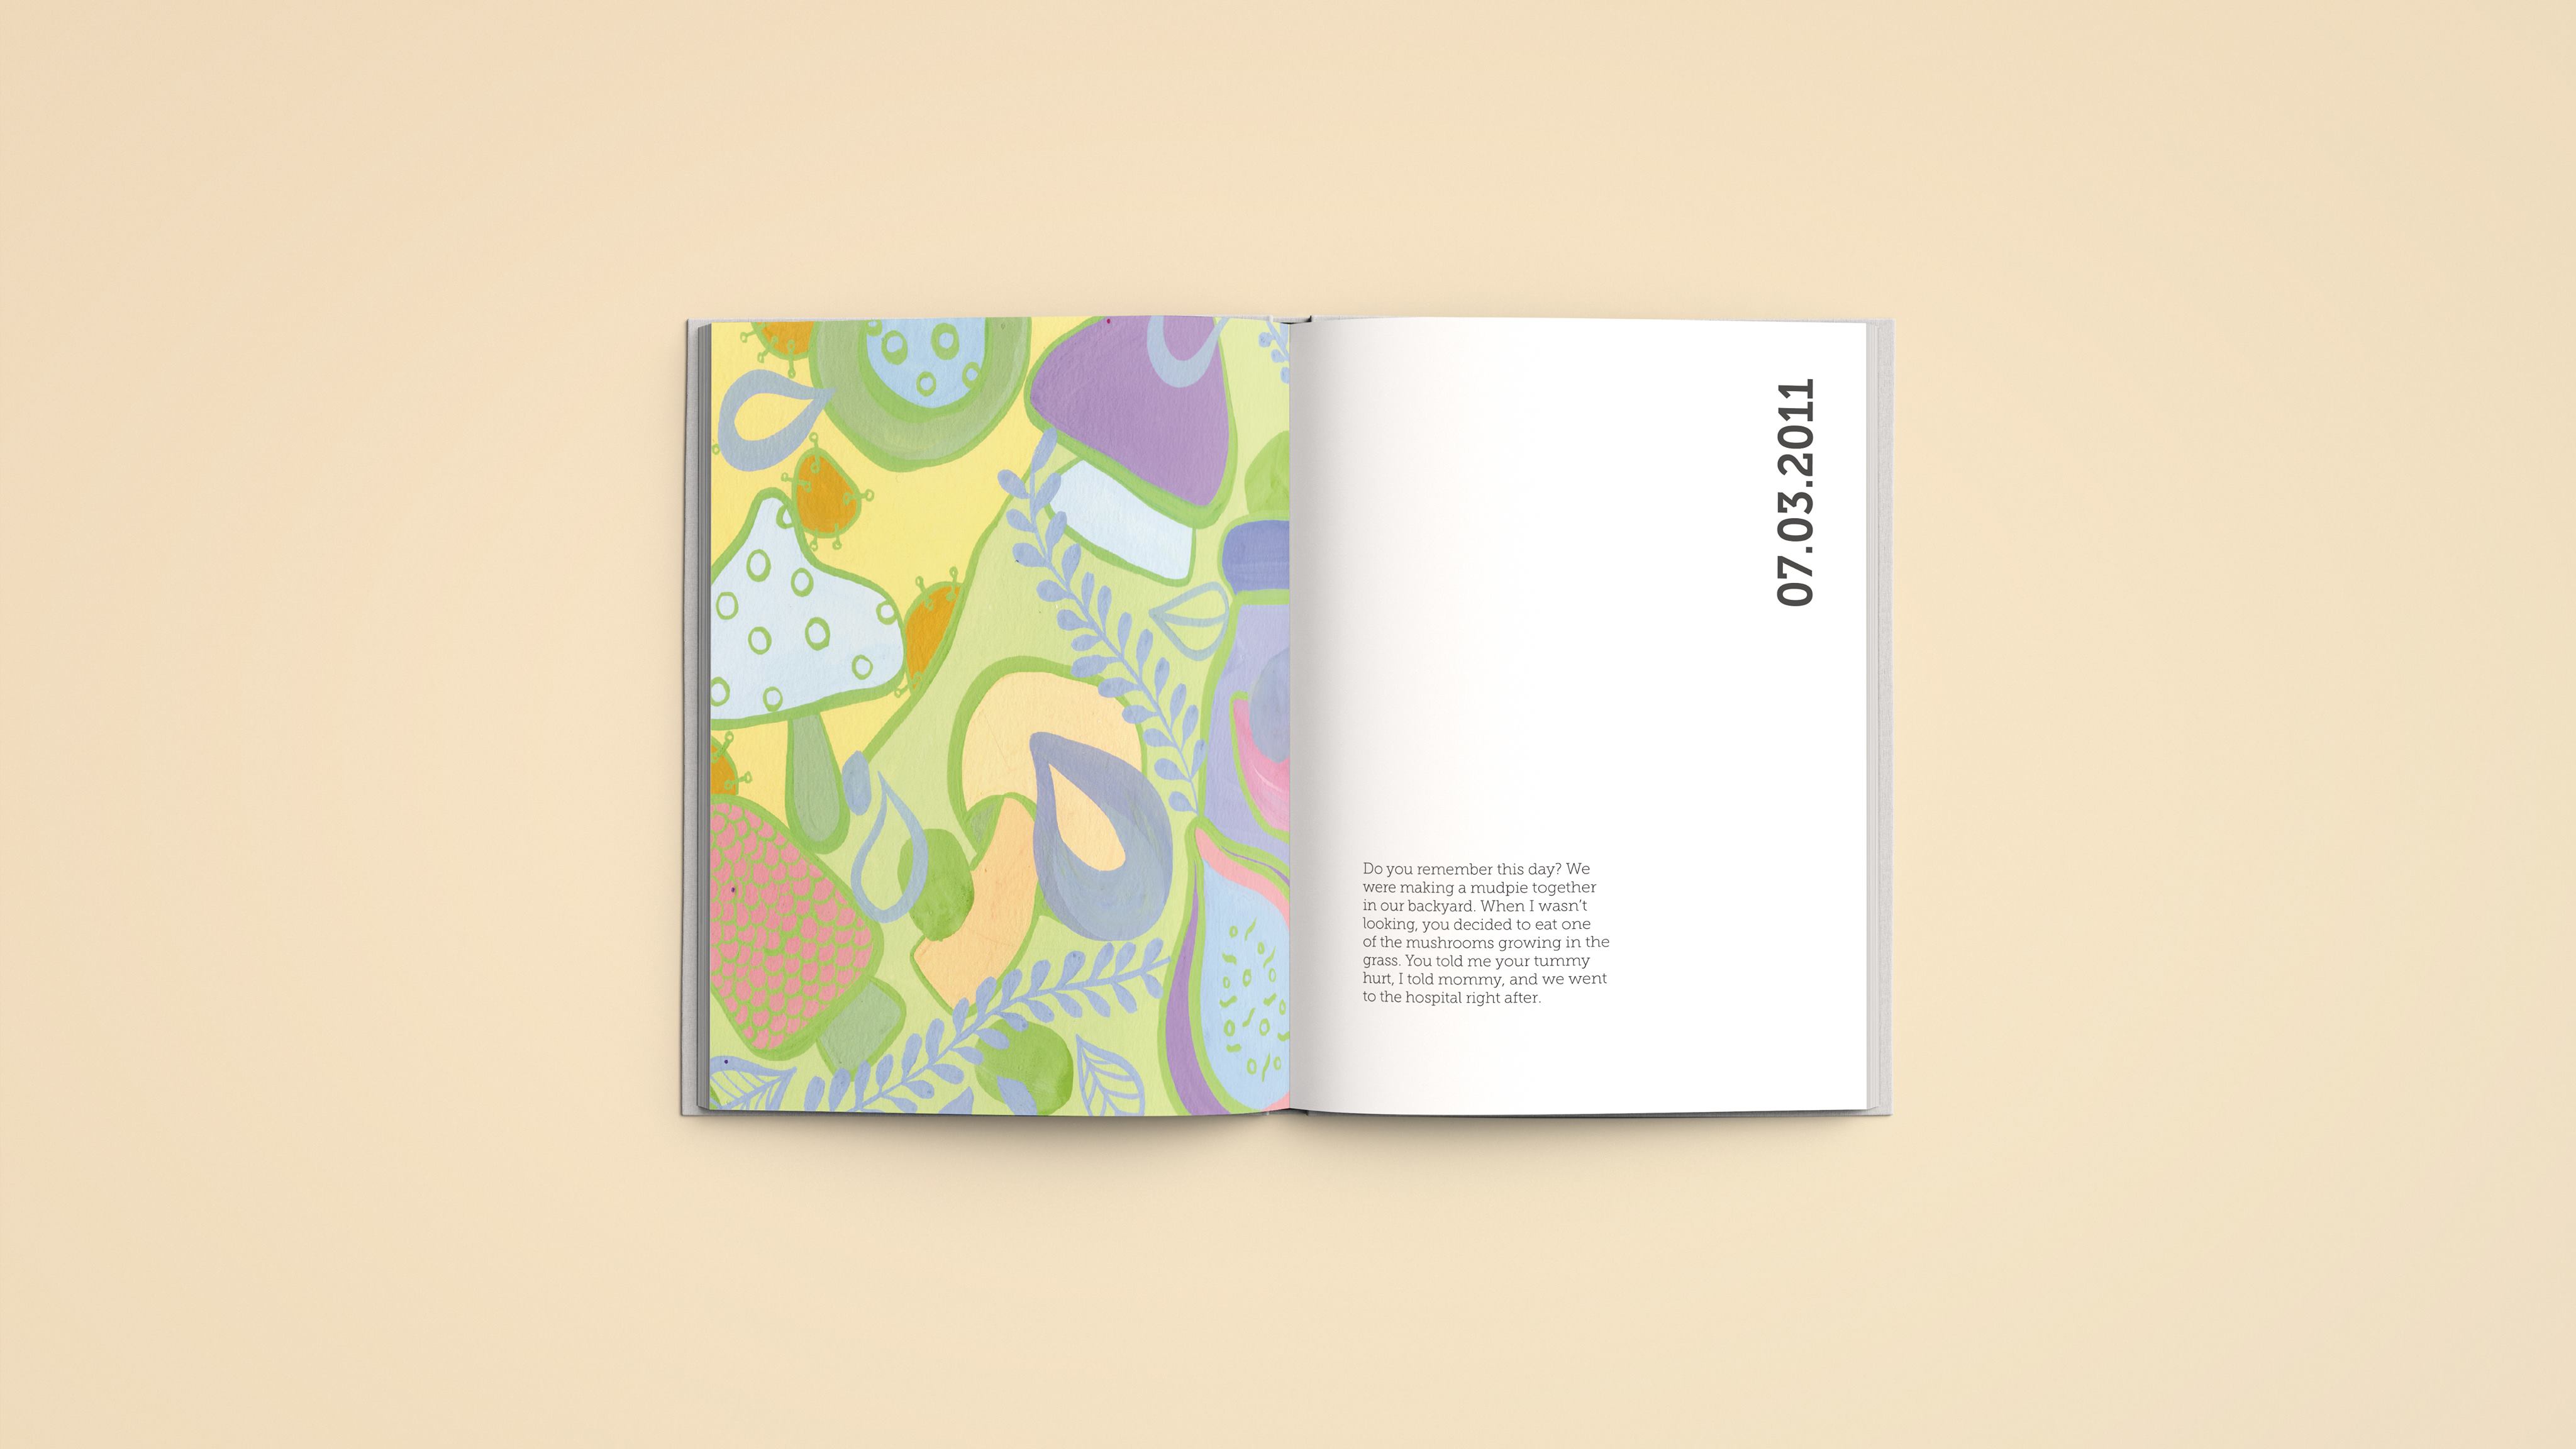 07.03.2011
Do you remember this day? We
were making a mudpie together
in our backyard. When I wasn't
looking, you decided to eat one
of the mushrooms growing in the
grass. You told me your tummy
hurt, I told mommy, and we went
to the hospital right after.